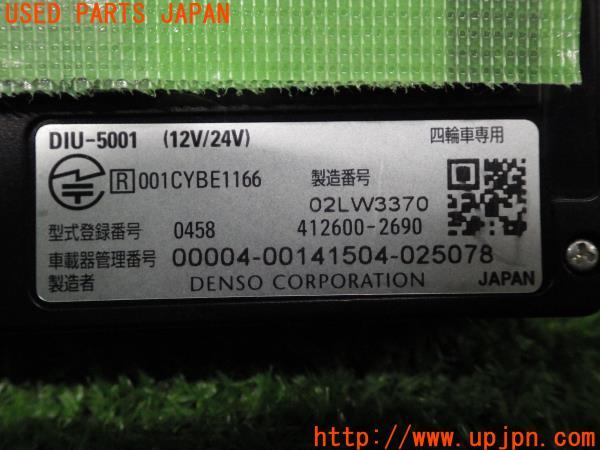 USED PARTS JAPAN
DIU-5001 (12V/24V) 四輪車専用
R 001CYBE1166 製造番号
02LW3370
型式登録番号 0458 412600-2690
車載器管理番号 00004-00141504-025078
製造者 DENSO CORPORATION JAPAN
http://www.upjpn.com